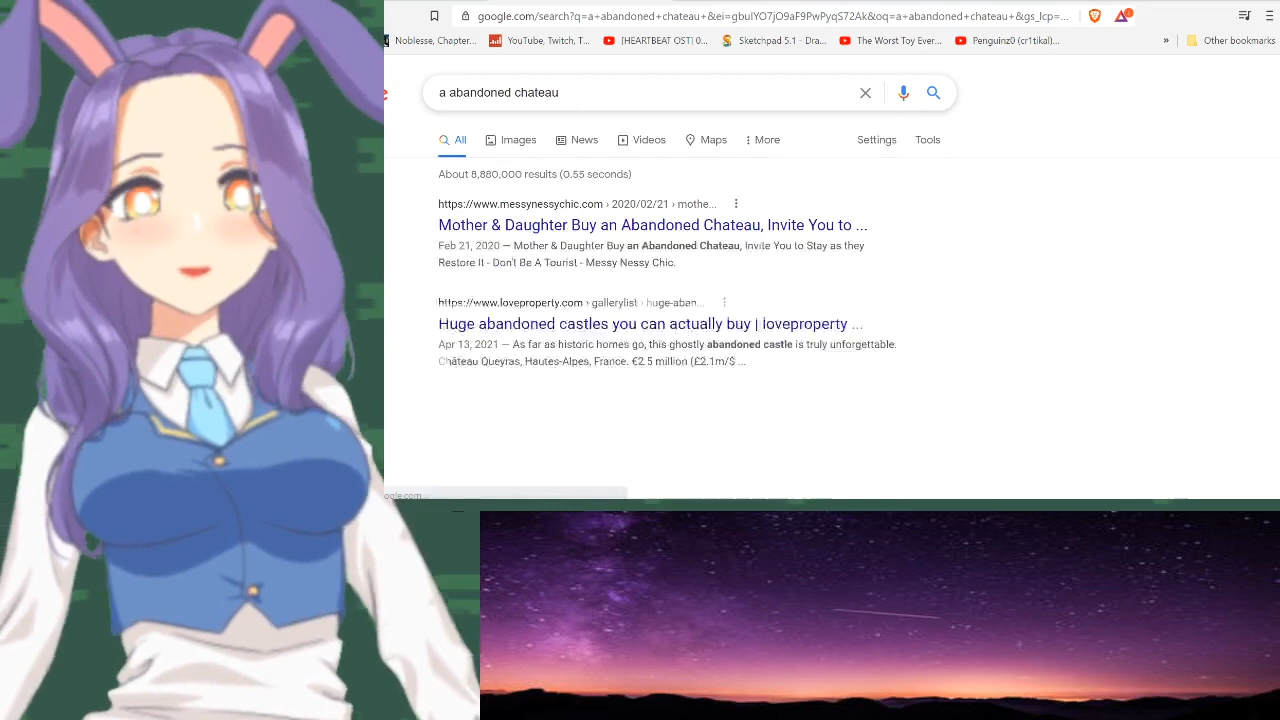 google.com/search?q=a+abandoned+chateau+&ei=gbulYO7jO9aF9PwPyqS72Ak&oq=a+abandoned+chateau+&gs_lcp=...
Noblesse, Chapter... YouTube, Twitch, T... [HEARTBEAT OST] 0... Sketchpad 5.1 - Dr... The Worst Toy Ever... Penguinz0 (cr1tikal)... » Other bookmarks
a abandoned chateau
All Images News Videos Maps More Settings Tools
About 8,880,000 results (0.55 seconds)
https://www.messynessychic.com › 2020/02/21 › mothe...
Mother & Daughter Buy an Abandoned Chateau, Invite You to ...
Feb 21, 2020 — Mother & Daughter Buy an Abandoned Chateau, Invite You to Stay as they
Restore It - Don't Be A Tourist - Messy Nessy Chic.
https://www.loveproperty.com › gallerylist › huge-aban...
Huge abandoned castles you can actually buy | loveproperty ...
Apr 13, 2021 — As far as historic homes go, this ghostly abandoned castle is truly unforgettable.
Château Queyras, Hautes-Alpes, France. €2.5 million (£2.1m/$ ...
ogle.com...